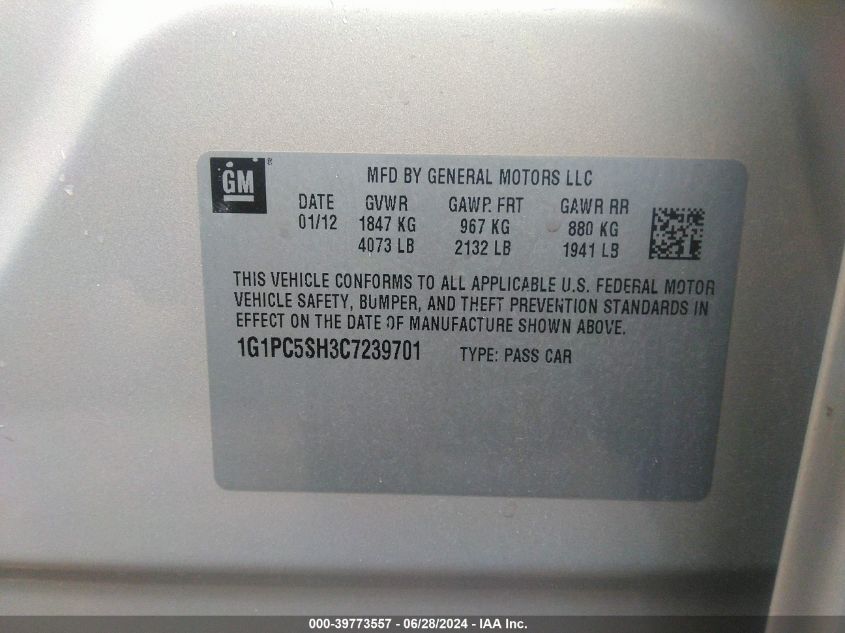 GM ®
MFD BY GENERAL MOTORS LLC
DATE GVWR GAWR FRT GAWR RR
01/12 1847 KG 967 KG 880 KG
4073 LB 2132 LB 1941 LB
THIS VEHICLE CONFORMS TO ALL APPLICABLE U.S. FEDERAL MOTOR
VEHICLE SAFETY, BUMPER, AND THEFT PREVENTION STANDARDS IN
EFFECT ON THE DATE OF MANUFACTURE SHOWN ABOVE.
1G1PC5SH3C7239701 TYPE: PASS CAR
000-39773557 - 06/28/2024 - IAA Inc.